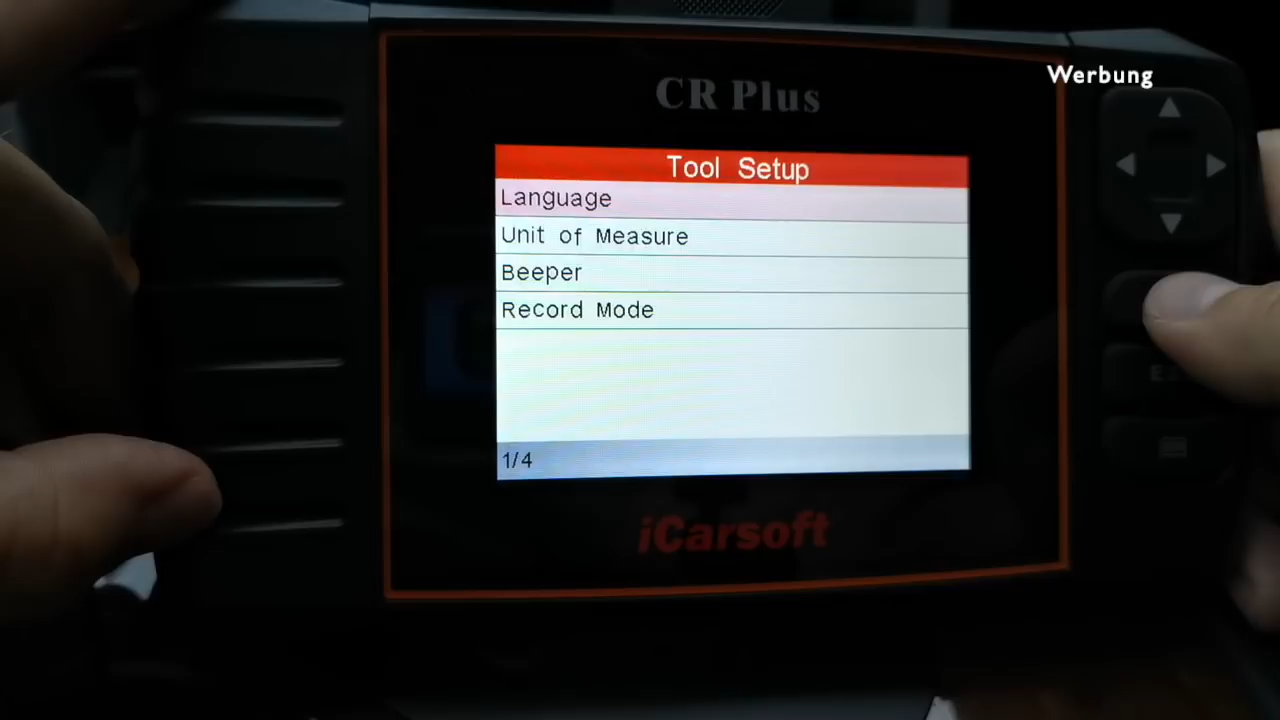 CR Plus
Werbung
Tool Setup
Language
Unit of Measure
Beeper
Record Mode
1/4
iCarsoft